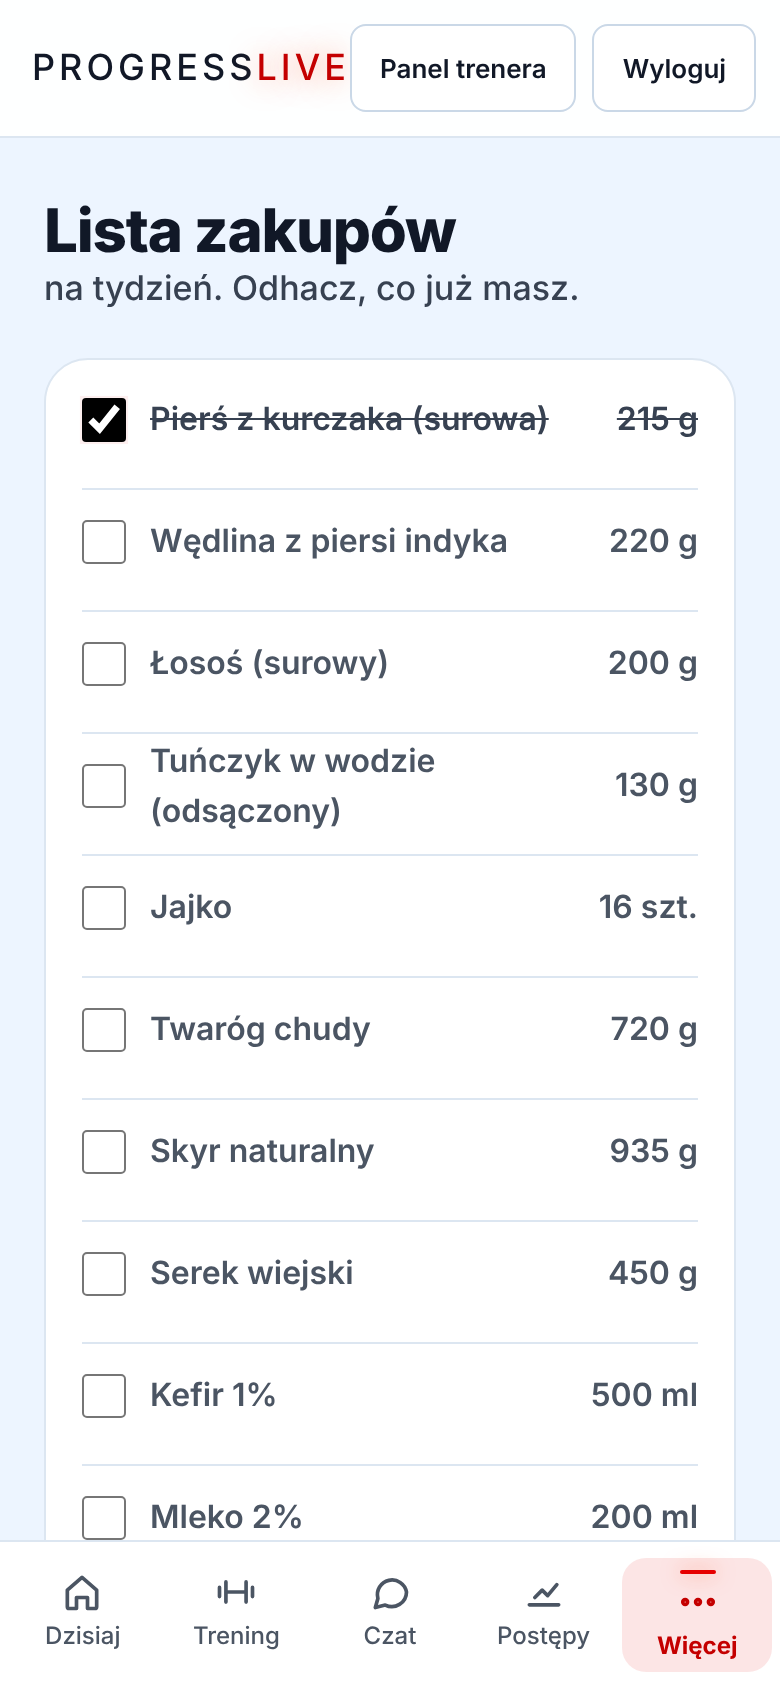 PROGRESSLIVE
Panel trenera
Wyloguj
Lista zakupów
na tydzień. Odhacz, co już masz.
Pierś z kurczaka (surowa) 215 g
Wędlina z piersi indyka 220 g
Łosoś (surowy) 200 g
Tuńczyk w wodzie
(odsączony) 130 g
Jajko 16 szt.
Twaróg chudy 720 g
Skyr naturalny 935 g
Serek wiejski 450 g
Kefir 1% 500 ml
Mleko 2% 200 ml
Dzisiaj
Trening
Czat
Postępy
Więcej